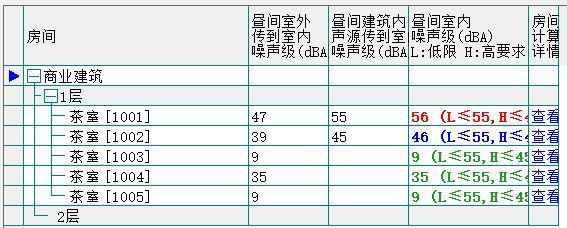 房间
昼间室外
传到室内
噪声级(dBA
昼间建筑内
声源传到室
噪声级(dBA
昼间室内
噪声级(dBA)
L:低限 H:高要求
房间
计算
详情
商业建筑
1层
茶室[1001] 47 55 56 (L≤55,H≤4 查看
茶室[1002] 39 45 46 (L≤55,H≤4 查看
茶室[1003] 9 9 (L≤55,H≤45 查看
茶室[1004] 35 35 (L≤55,H≤4 查看
茶室[1005] 9 9 (L≤55,H≤45 查看
2层